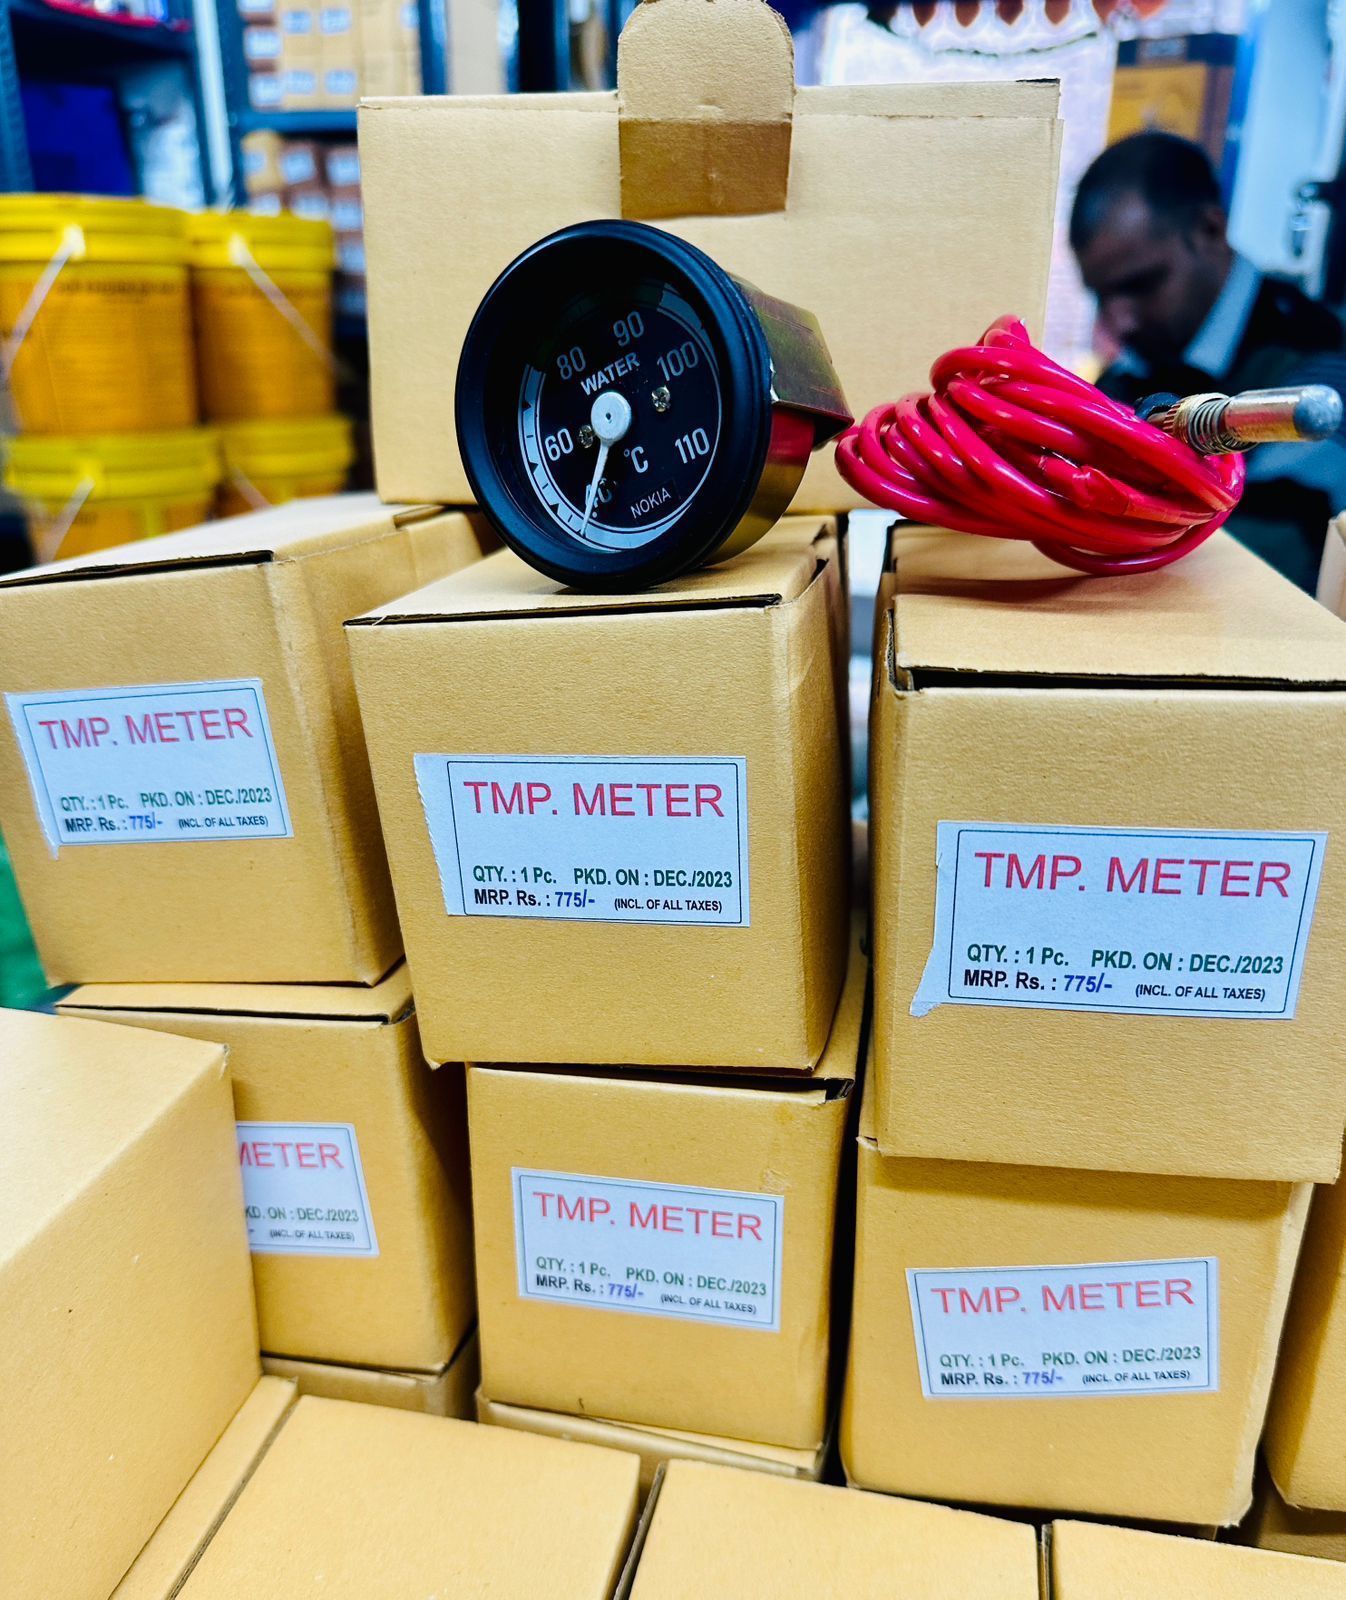 90
80
100
WATER
60
110
°C
40
NOKIA
TMP. METER
QTY. : 1 Pc. PKD. ON : DEC./2023
MRP. Rs. : 775/- (INCL. OF ALL TAXES)
TMP. METER
QTY. : 1 Pc. PKD. ON : DEC./2023
MRP. Rs. : 775/- (INCL. OF ALL TAXES)
TMP. METER
QTY. : 1 Pc. PKD. ON : DEC./2023
MRP. Rs. : 775/- (INCL. OF ALL TAXES)
METER
KD. ON : DEC./2023
(INCL. OF ALL TAXES)
TMP. METER
QTY. : 1 Pc. PKD. ON : DEC./2023
MRP. Rs. : 775/- (INCL. OF ALL TAXES)
TMP. METER
QTY. : 1 Pc. PKD. ON : DEC./2023
MRP. Rs. : 775/- (INCL. OF ALL TAXES)